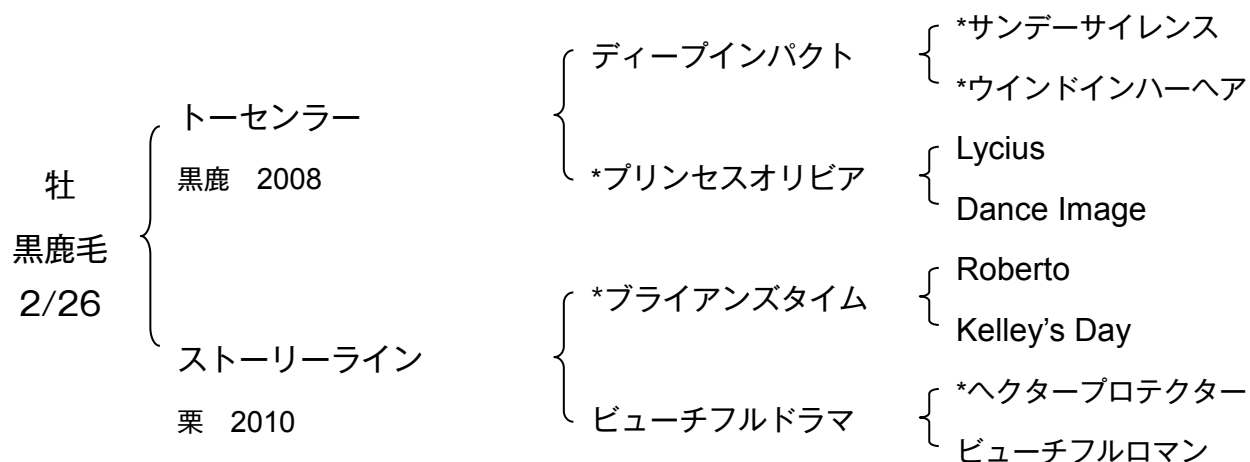 牡
黒鹿毛
2/26
トーセンラー
黒鹿　2008
ストーリーライン
栗　2010
ディープインパクト
*プリンセスオリビア
*ブライアンズタイム
ビューチフルドラマ
*サンデーサイレンス
*ウインドインハーヘア
Lycius
Dance Image
Roberto
Kelley's Day
*ヘクタープロテクター
ビューチフルロマン